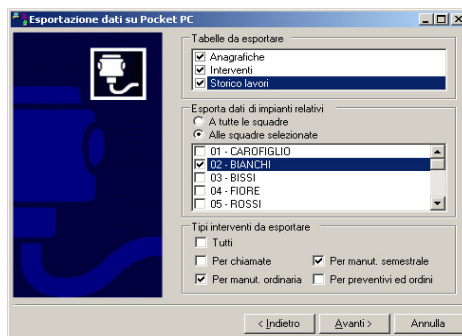 Esportazione dati su Pocket PC
Tabelle da esportare
Anagrafiche
Interventi
Storico lavori
Esporta dati di impianti relativi
A tutte le squadre
Alle squadre selezionate
01 - CAROFIGLIO
02 - BIANCHI
03 - BISSI
04 - FIORE
05 - ROSSI
Tipi interventi da esportare
Tutti
Per chiamate
Per manut. semestrale
Per manut. ordinaria
Per preventivi ed ordini
< Indietro
Avanti >
Annulla